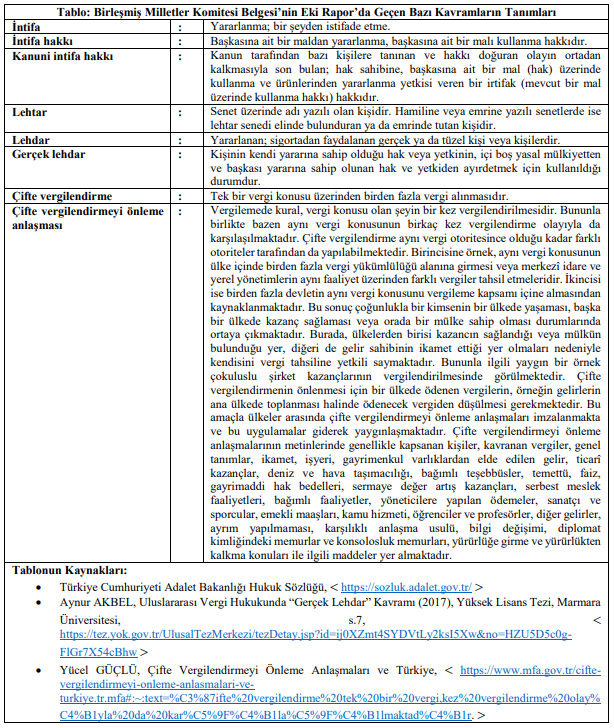 Tablo: Birleşmiş Milletler Komitesi Belgesi’nin Eki Rapor’da Geçen Bazı Kavramların Tanımları
İntifa : Yararlanma; bir şeyden istifade etme.
İntifa hakkı : Başkasına ait bir maldan yararlanma, başkasına ait bir malı kullanma hakkıdır.
Kanuni intifa hakkı : Kanun tarafından bazı kişilere tanınan ve hakkı doğuran olayın ortadan
kalkmasıyla son bulan; hak sahibine, başkasına ait bir mal (hak) üzerinde
kullanma ve ürünlerinden yararlanma yetkisi veren bir irtifak (mevcut bir mal
üzerinde kullanma hakkı) hakkıdır.
Lehtar : Senet üzerinde adı yazılı olan kişidir. Hamiline veya emrine yazılı senetlerde ise
lehtar senedi elinde bulunduran ya da emrinde tutan kişidir.
Lehdar : Yararlanan; sigortadan faydalanan gerçek ya da tüzel kişi veya kişilerdir.
Gerçek lehdar : Kişinin kendi yararına sahip olduğu hak veya yetkinin, içi boş yasal mülkiyetten
ve başkası yararına sahip olunan hak ve yetkiden ayırdetmek için kullanıldığı
durumdur.
Çifte vergilendirme : Tek bir vergi konusu üzerinden birden fazla vergi alınmasıdır.
Çifte vergilendirmeyi önleme : Vergilemede kural, vergi konusu olan şeyin bir kez vergilendirilmesidir. Bununla
anlaşması birlikte bazen aynı vergi konusunun birkaç kez vergilendirme olayıyla da
karşılaşılmaktadır. Çifte vergilendirme aynı vergi otoritesince olduğu kadar farklı
otoriteler tarafından da yapılabilmektedir. Birincisine örnek, aynı vergi konusunun
ülke içinde birden fazla vergi yükümlülüğü alanına girmesi veya merkezî idare ve
yerel yönetimlerin aynı faaliyet üzerinden farklı vergiler tahsil etmeleridir. İkincisi
ise birden fazla devletin aynı vergi konusunu vergileme kapsamı içine almasından
kaynaklanmaktadır. Bu sonuç çoğunlukla bir kimsenin bir ülkede yaşaması, başka
bir ülkede kazanç sağlaması veya orada bir mülke sahip olması durumlarında
ortaya çıkmaktadır. Burada, ülkelerden birisi kazancın sağlandığı veya mülkün
bulunduğu yer, diğeri de gelir sahibinin ikamet ettiği yer olmaları nedeniyle
kendisini vergi tahsiline yetkili saymaktadır. Bununla ilgili yaygın bir örnek
çokuluslu şirket kazançlarının vergilendirilmesinde görülmektedir. Çifte
vergilendirmenin önlenmesi için bir ülkede ödenen vergilerin, örneğin gelirlerin
ana ülkede toplanması halinde ödenecek vergiden düşülmesi gerekmektedir. Bu
amaçla ülkeler arasında çifte vergilendirmeyi önleme anlaşmaları imzalanmakta
ve bu uygulamalar giderek yaygınlaşmaktadır. Çifte vergilendirmeyi önleme
anlaşmalarının metinlerinde genellikle kapsanan kişiler, kavranan vergiler, genel
tanımlar, ikamet, işyeri, gayrimenkul varlıklardan elde edilen gelir, ticarî
kazançlar, deniz ve hava taşımacılığı, bağımlı teşebbüsler, temettü, faiz,
gayrimaddi hak bedelleri, sermaye değer artış kazançları, serbest meslek
faaliyetleri, bağımlı faaliyetler, yöneticilere yapılan ödemeler, sanatçı ve
sporcular, emekli maaşları, kamu hizmeti, öğrenciler ve profesörler, diğer gelirler,
ayrım yapılmaması, karşılıklı anlaşma usulü, bilgi değişimi, diplomat
kimliğindeki memurlar ve konsolosluk memurları, yürürlüğe girme ve yürürlükten
kalkma konuları ile ilgili maddeler yer almaktadır.
Tablonun Kaynakları:
• Türkiye Cumhuriyeti Adalet Bakanlığı Hukuk Sözlüğü, < https://sozluk.adalet.gov.tr/ >
• Aynur AKBEL, Uluslararası Vergi Hukukunda “Gerçek Lehdar” Kavramı (2017), Yüksek Lisans Tezi, Marmara
Üniversitesi, s.7, <
https://tez.yok.gov.tr/UlusalTezMerkezi/tezDetay.jsp?id=ij0XZmt4SYDVtLy2ksI5Xw&no=HZU5D5c0g-
FlGr7X54cBhw >
• Yücel GÜÇLÜ, Çifte Vergilendirmeyi Önleme Anlaşmaları ve Türkiye, < https://www.mfa.gov.tr/cifte-
vergilendirmeyi-onleme-anlasmalari-ve-
turkiye.tr.mfa#:~:text=%C3%87ifte%20vergilendirme%20tek%20bir%20vergi,kez%20vergilendirme%20olay%
C4%B1yla%20da%20kar%C5%9F%C4%B1la%C5%9F%C4%B1lmaktad%C4%B1r. >